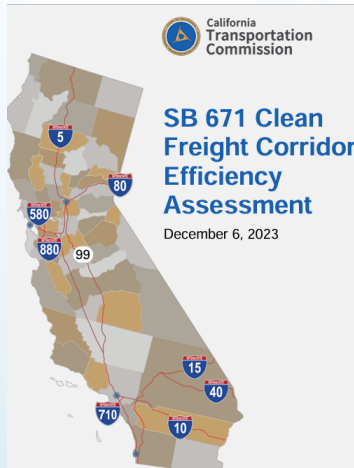 California
Transportation
Commission
SB 671 Clean
Freight Corridor
Efficiency
Assessment
December 6, 2023
5
80
580
880
99
15
40
710
10